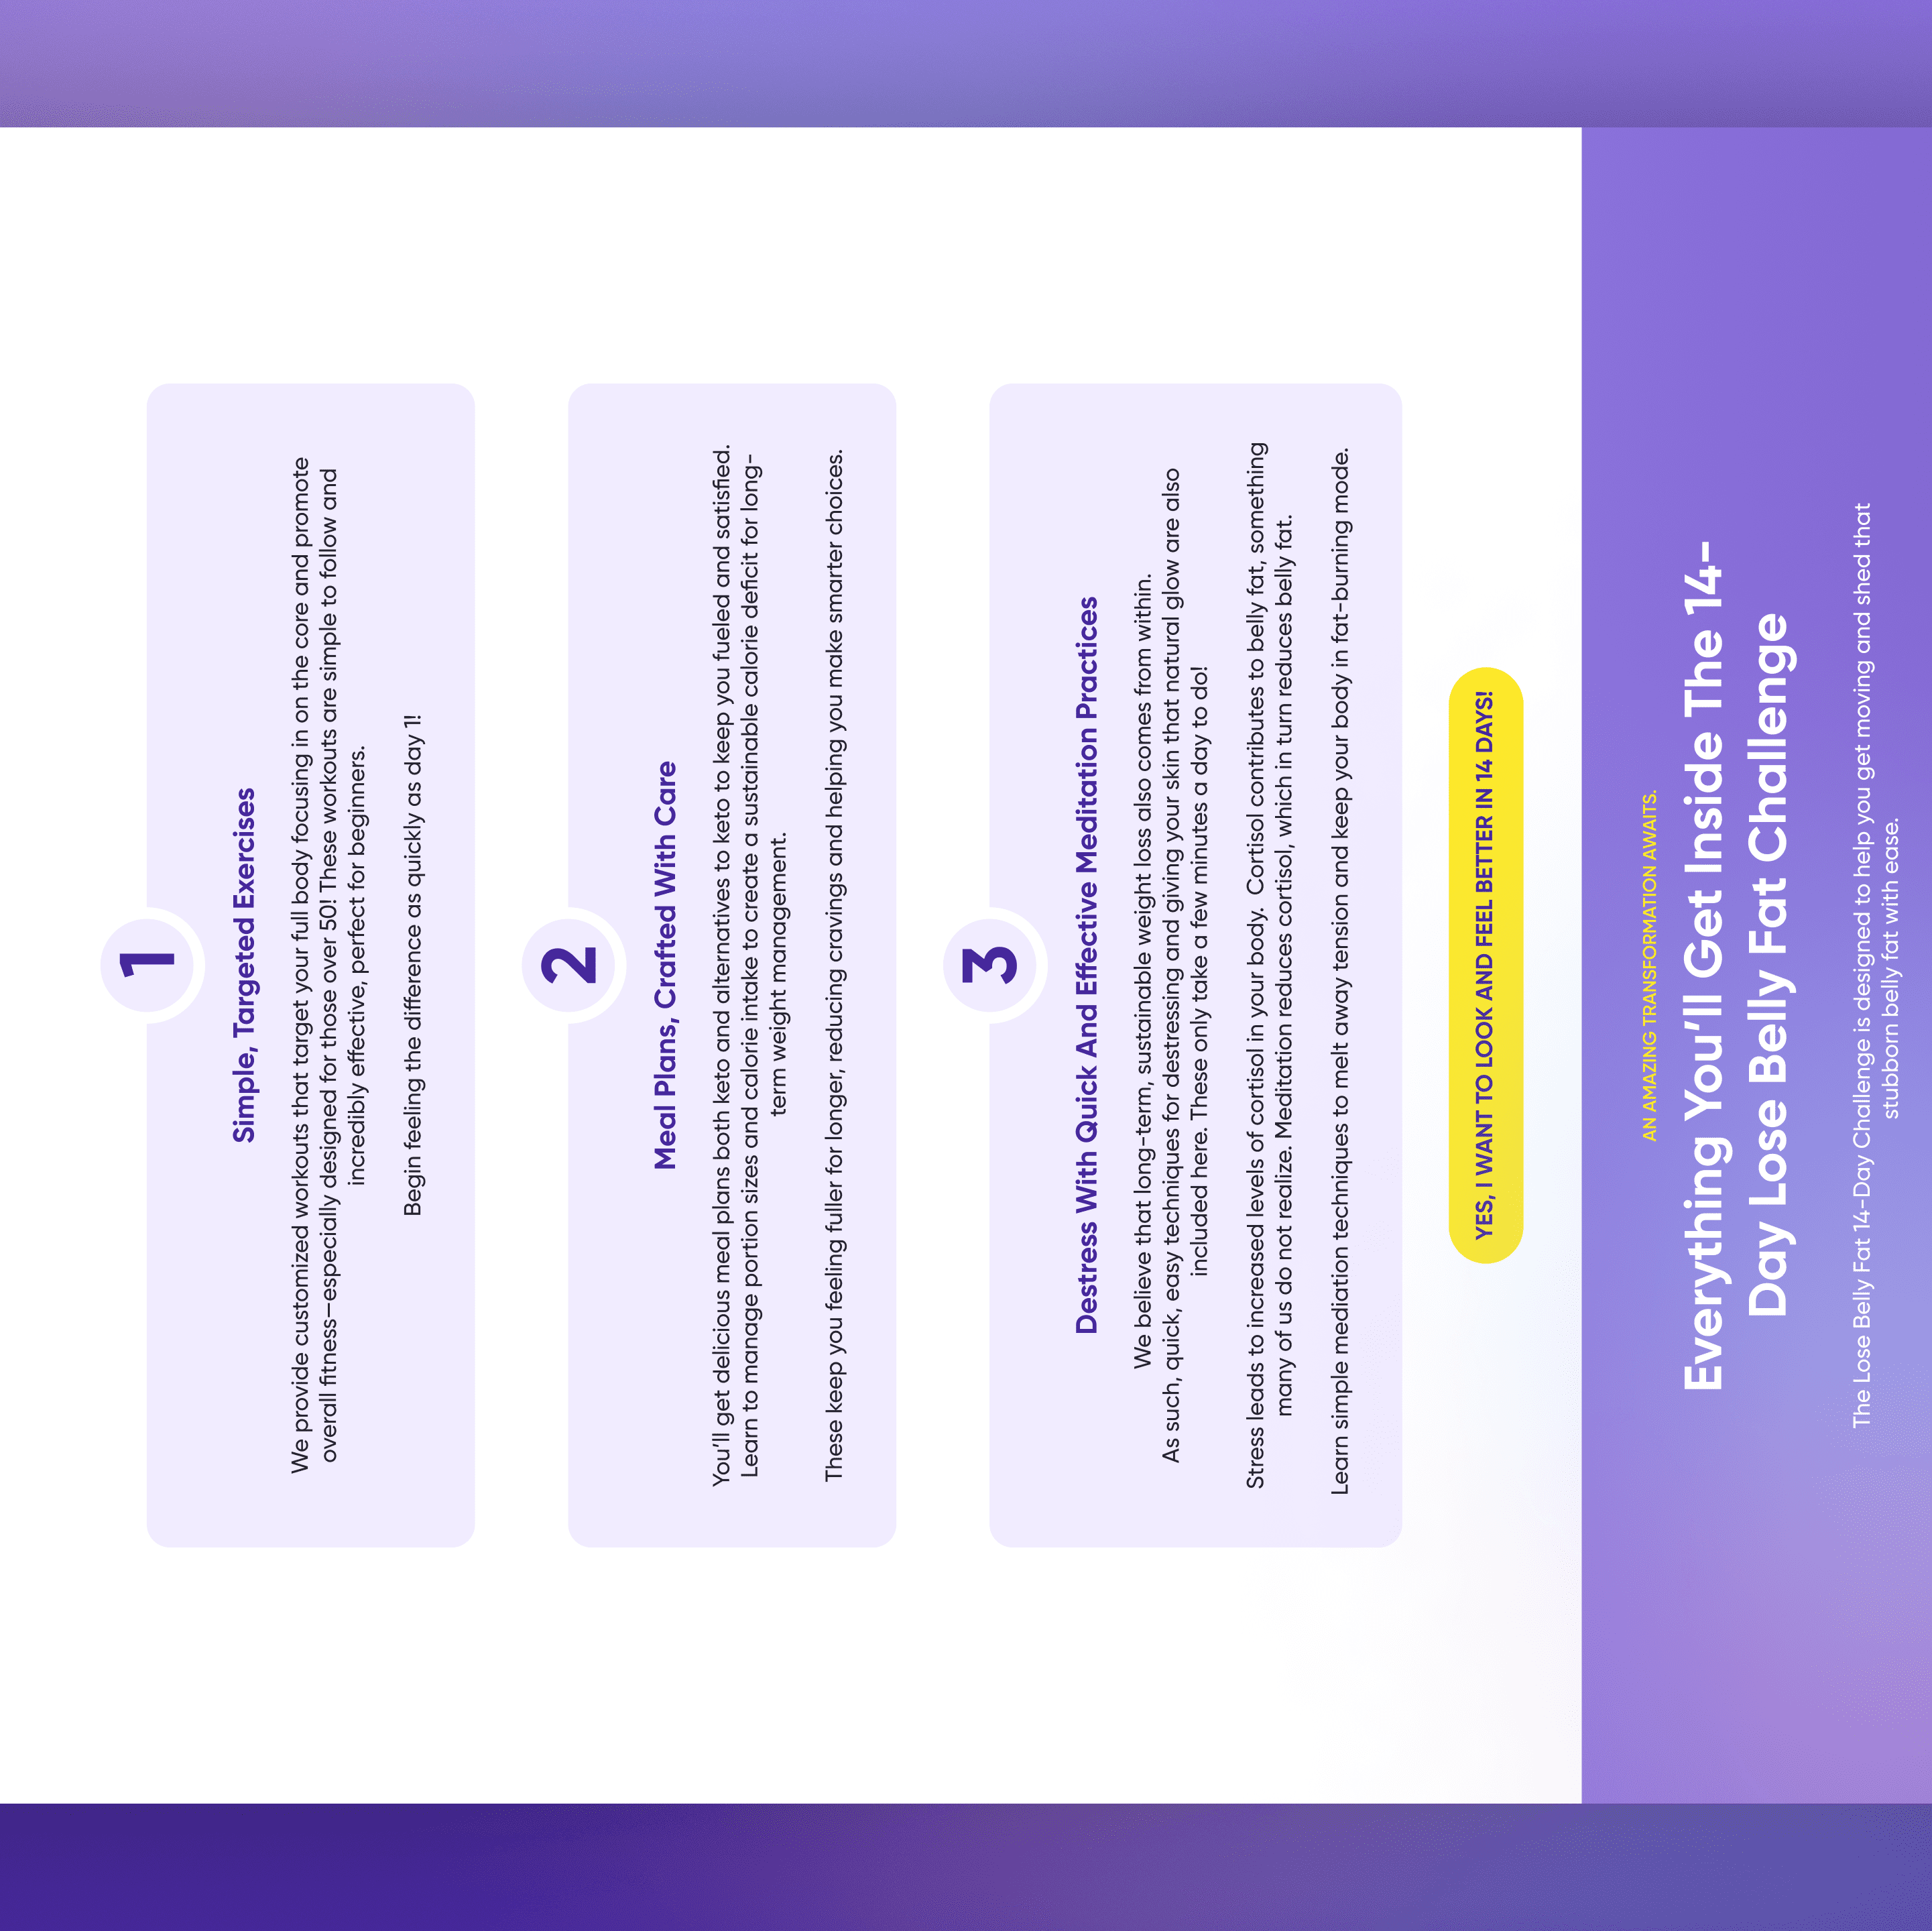 1
Simple, Targeted Exercises
We provide customized workouts that target your full body focusing in on the core and promote
overall fitness—especially designed for those over 50! These workouts are simple to follow and
incredibly effective, perfect for beginners.
Begin feeling the difference as quickly as day 1!
2
Meal Plans, Crafted With Care
You'll get delicious meal plans both keto and alternatives to keto to keep you fueled and satisfied.
Learn to manage portion sizes and calorie intake to create a sustainable calorie deficit for long-
term weight management.
These keep you feeling fuller for longer, reducing cravings and helping you make smarter choices.
3
Destress With Quick And Effective Meditation Practices
We believe that long-term, sustainable weight loss also comes from within.
As such, quick, easy techniques for destressing and giving your skin that natural glow are also
included here. These only take a few minutes a day to do!
Stress leads to increased levels of cortisol in your body. Cortisol contributes to belly fat, something
many of us do not realize. Meditation reduces cortisol, which in turn reduces belly fat.
Learn simple mediation techniques to melt away tension and keep your body in fat-burning mode.
YES, I WANT TO LOOK AND FEEL BETTER IN 14 DAYS!
AN AMAZING TRANSFORMATION AWAITS.
Everything You'll Get Inside The 14-
Day Lose Belly Fat Challenge
The Lose Belly Fat 14-Day Challenge is designed to help you get moving and shed that
stubborn belly fat with ease.